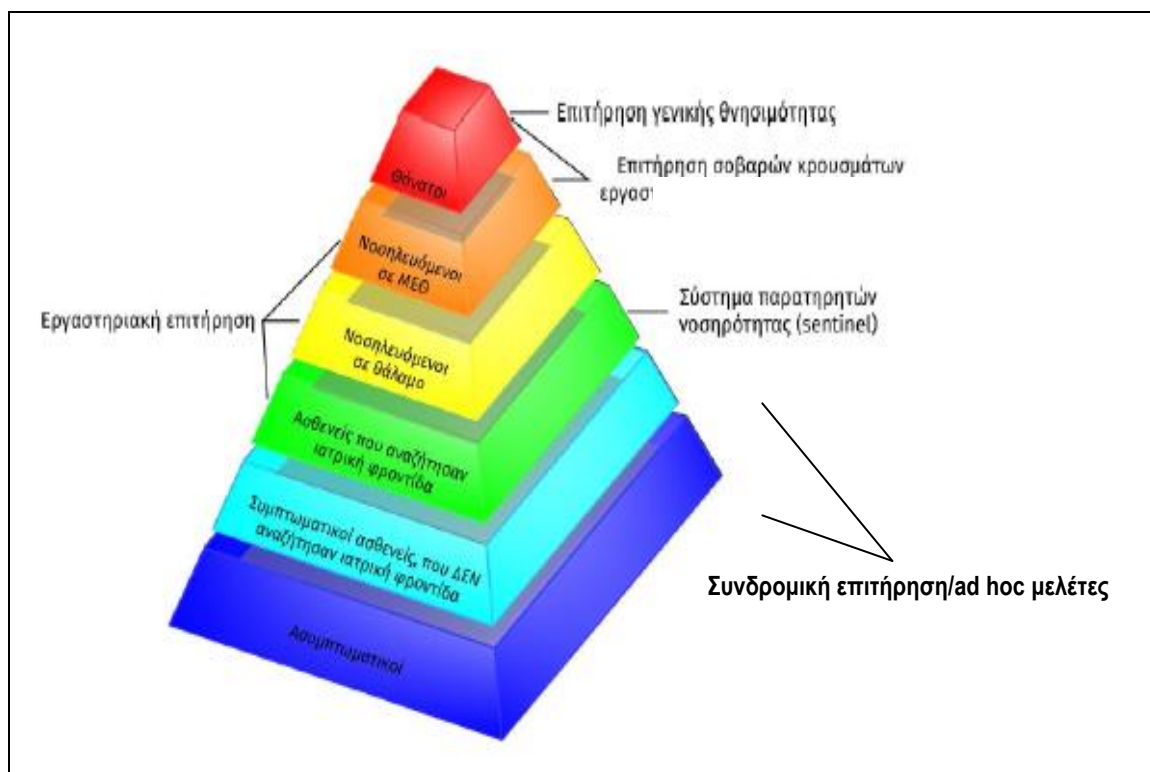 Επιτήρηση γενικής θνησιμότητας
Επιτήρηση σοβαρών κρουσμάτων
εργασ
Θάνατοι
Νοσηλευόμενοι
σε ΜΕΘ
Εργαστηριακή επιτήρηση
Σύστημα παρατηρητών
νοσηρότητας (sentinel)
Νοσηλευόμενοι
σε θάλαμο
Ασθενείς που αναζήτησαν
ιατρική φροντίδα
Συμπτωματικοί ασθενείς, που ΔΕΝ
αναζήτησαν ιατρική φροντίδα
Συνδρομική επιτήρηση/ad hoc μελέτες
Ασυμπτωματικοί